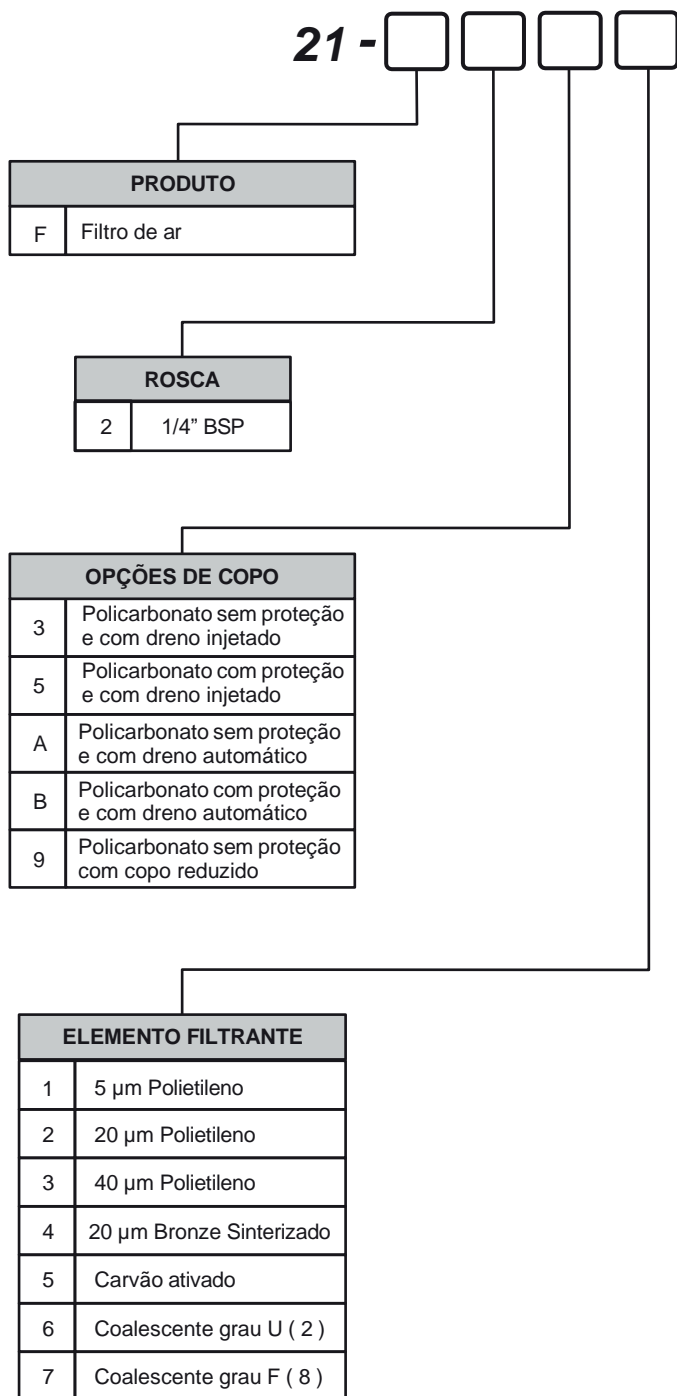 21 -
PRODUTO
F Filtro de ar
ROSCA
2 1/4” BSP
OPÇÕES DE COPO
3 Policarbonato sem proteção
e com dreno injetado
5 Policarbonato com proteção
e com dreno injetado
A Policarbonato sem proteção
e com dreno automático
B Policarbonato com proteção
e com dreno automático
9 Policarbonato sem proteção
com copo reduzido
ELEMENTO FILTRANTE
1 5 µm Polietileno
2 20 µm Polietileno
3 40 µm Polietileno
4 20 µm Bronze Sinterizado
5 Carvão ativado
6 Coalescente grau U ( 2 )
7 Coalescente grau F ( 8 )